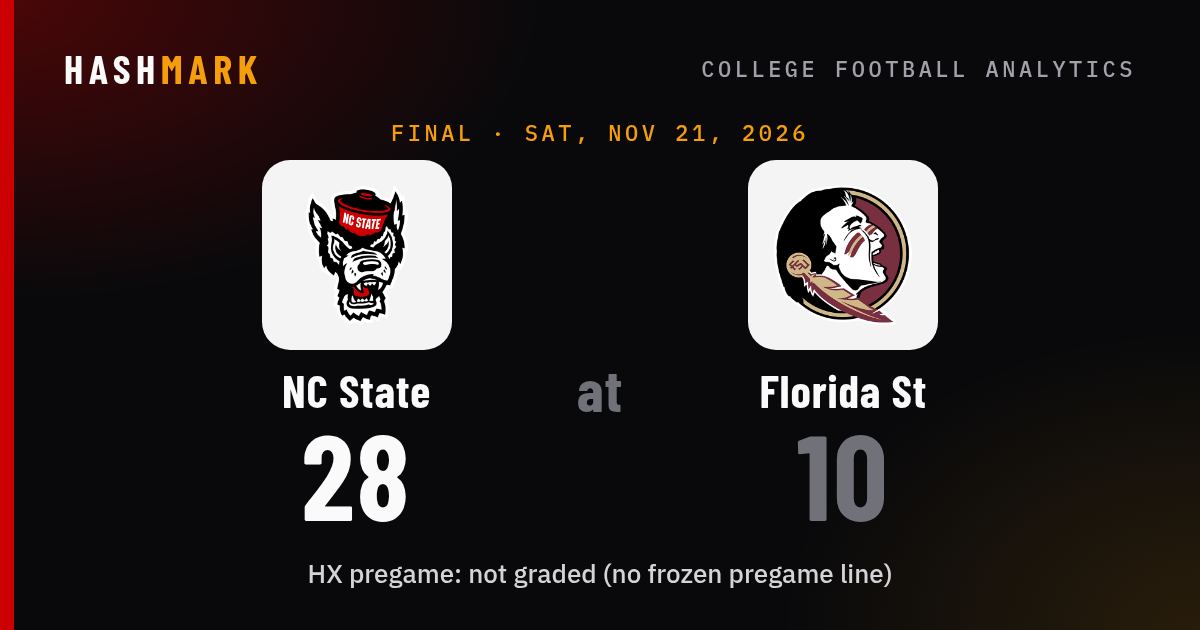 HASHMARK
COLLEGE FOOTBALL ANALYTICS
FINAL · SAT, NOV 21, 2026
NC STATE
FSU
NC State
at
Florida St
28
10
HX pregame: not graded (no frozen pregame line)